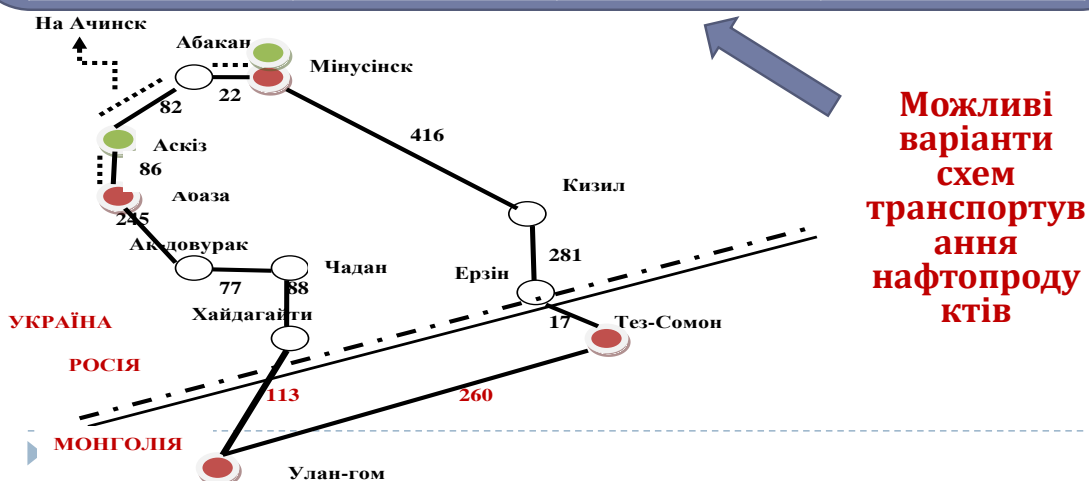 На Ачинск
Абакан
Мінусінск
82
22
Аскіз
86
Абаза
245
Ак-довурак
77
Чадан
88
Хайдагайти
416
Кизил
281
Ерзін
17
Тез-Сомон
УКРАЇНА
РОСІЯ
113
260
МОНГОЛІЯ
Улан-гом
Можливі
варіанти
схем
транспортув
ання
нафтопроду
ктів